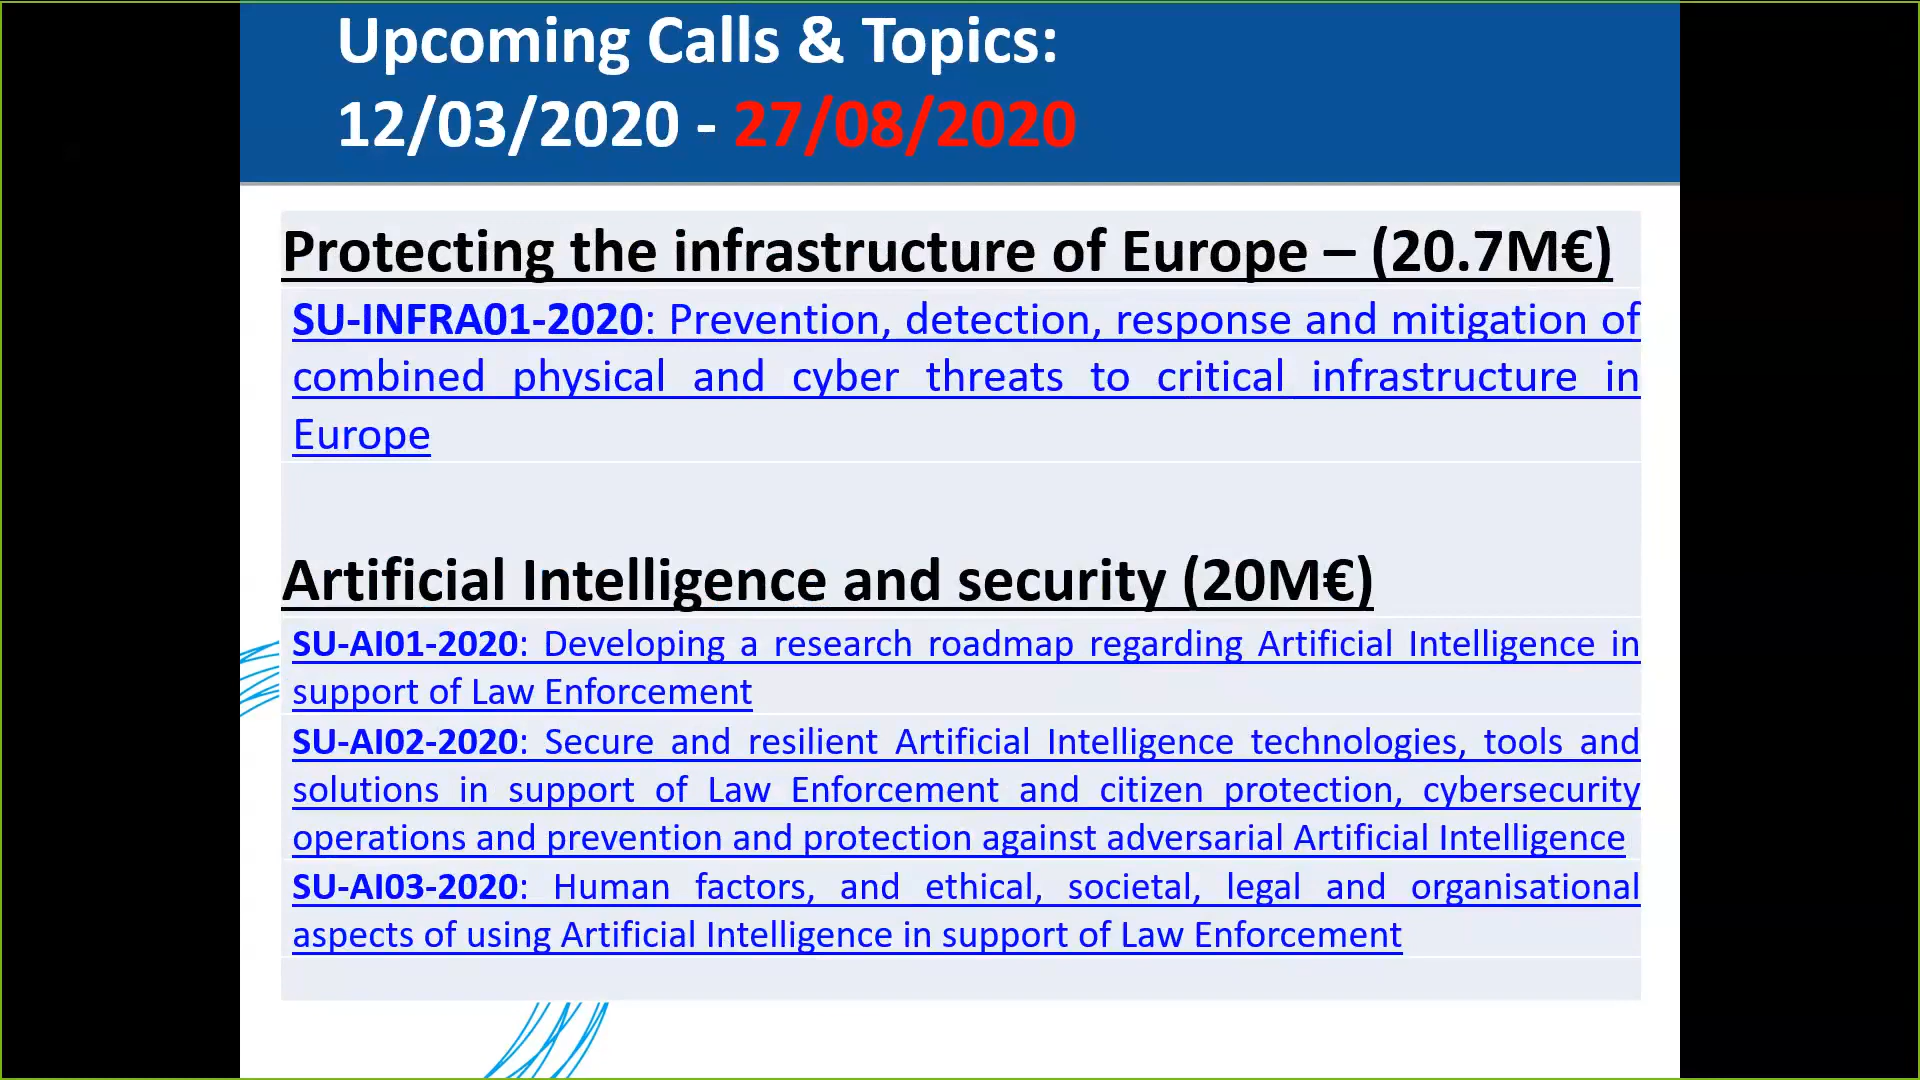 Upcoming Calls & Topics:
12/03/2020 - 27/08/2020
Protecting the infrastructure of Europe – (20.7M€)
SU-INFRA01-2020: Prevention, detection, response and mitigation of
combined physical and cyber threats to critical infrastructure in
Europe
Artificial Intelligence and security (20M€)
SU-AI01-2020: Developing a research roadmap regarding Artificial Intelligence in
support of Law Enforcement
SU-AI02-2020: Secure and resilient Artificial Intelligence technologies, tools and
solutions in support of Law Enforcement and citizen protection, cybersecurity
operations and prevention and protection against adversarial Artificial Intelligence
SU-AI03-2020: Human factors, and ethical, societal, legal and organisational
aspects of using Artificial Intelligence in support of Law Enforcement